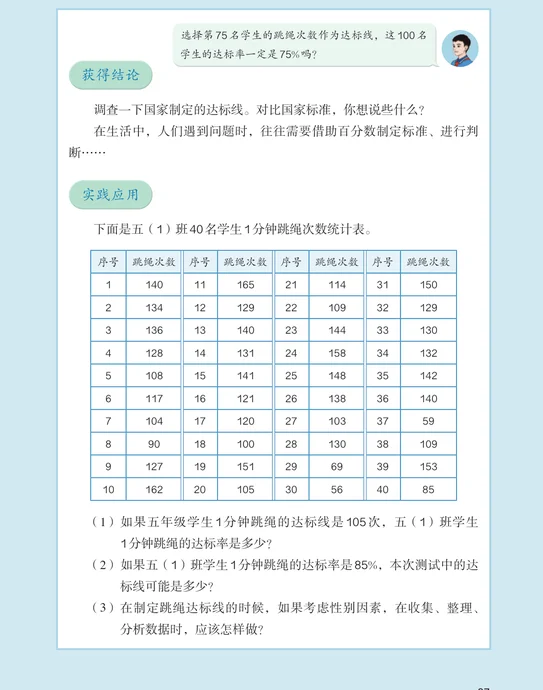 选择第75名学生的跳绳次数作为达标线，这100名
学生的达标率一定是75%吗？
获得结论
调查一下国家制定的达标线。对比国家标准，你想说些什么？
在生活中，人们遇到问题时，往往需要借助百分数制定标准、进行判
断……
实践应用
下面是五（1）班40名学生1分钟跳绳次数统计表。
序号 跳绳次数 序号 跳绳次数 序号 跳绳次数 序号 跳绳次数
1 140 11 165 21 114 31 150
2 134 12 129 22 109 32 129
3 136 13 140 23 144 33 130
4 128 14 131 24 158 34 132
5 108 15 141 25 148 35 142
6 117 16 121 26 138 36 140
7 104 17 120 27 103 37 59
8 90 18 100 28 130 38 109
9 127 19 151 29 69 39 153
10 162 20 105 30 56 40 85
（1）如果五年级学生1分钟跳绳的达标线是105次，五（1）班学生
1分钟跳绳的达标率是多少？
（2）如果五（1）班学生1分钟跳绳的达标率是85%，本次测试中的达
标线可能是多少？
（3）在制定跳绳达标线的时候，如果考虑性别因素，在收集、整理、
分析数据时，应该怎样做？